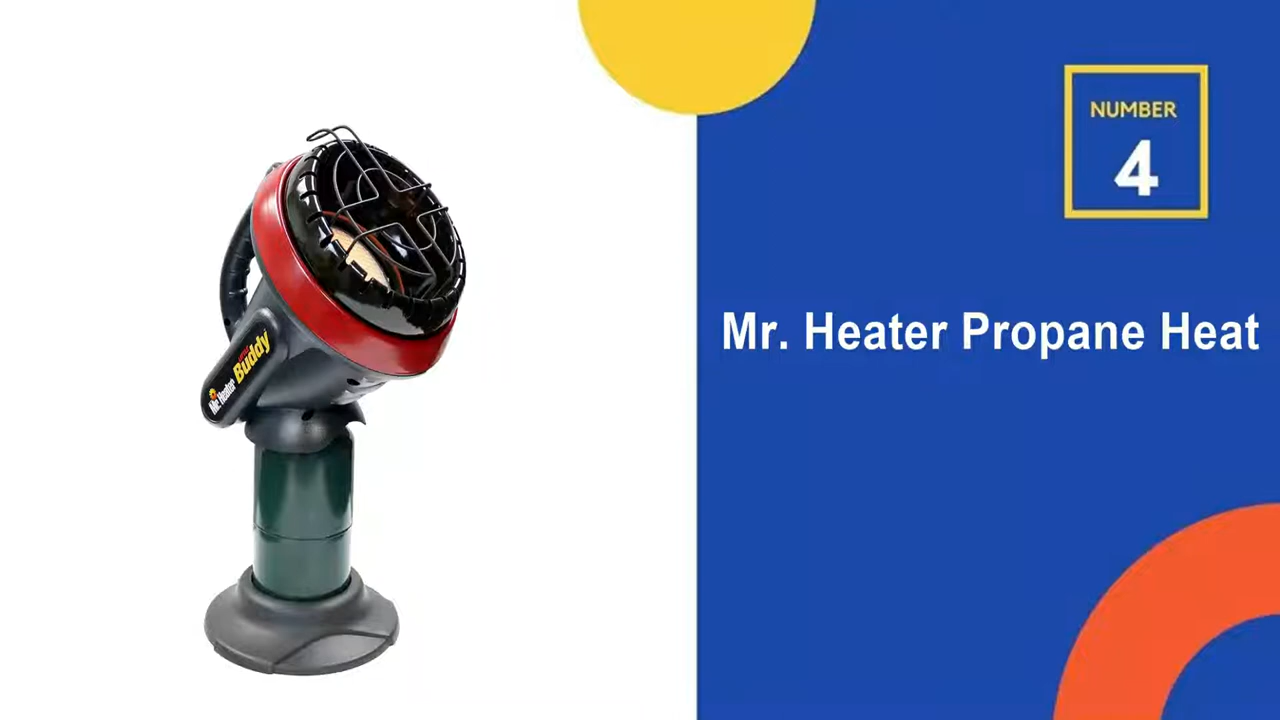 NUMBER
4
Mr. Heater Propane Heat
Mr. Heater
Buddy